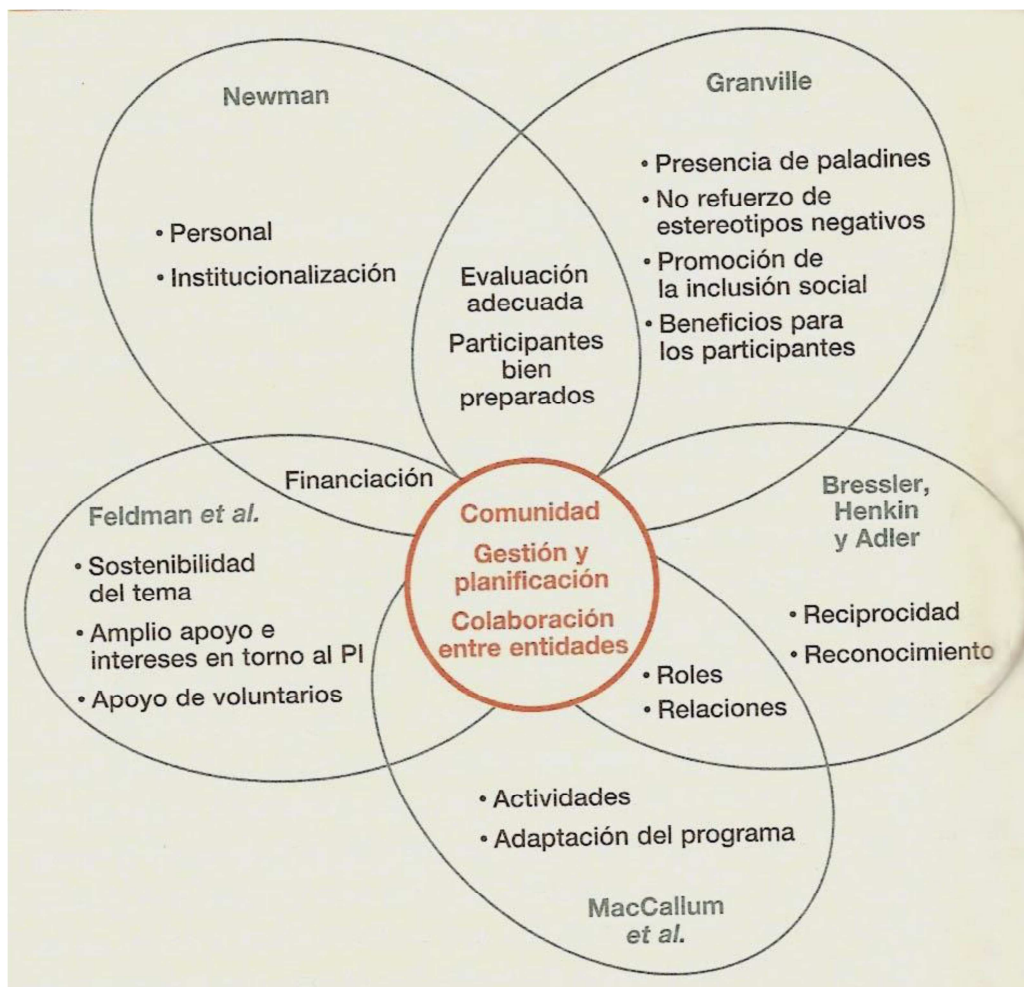 Newman
• Personal
• Institucionalización
Granville
• Presencia de paladines
• No refuerzo de
estereotipos negativos
• Promoción de
la inclusión social
• Beneficios para
los participantes
Evaluación
adecuada
Participantes
bien
preparados
Financiación
Feldman et al.
• Sostenibilidad
del tema
• Amplio apoyo e
intereses en torno al PI
• Apoyo de voluntarios
Comunidad
Gestión y
planificación
Colaboración
entre entidades
Bressler,
Henkin
y Adler
• Reciprocidad
• Reconocimiento
• Roles
• Relaciones
• Actividades
• Adaptación del programa
MacCallum
et al.